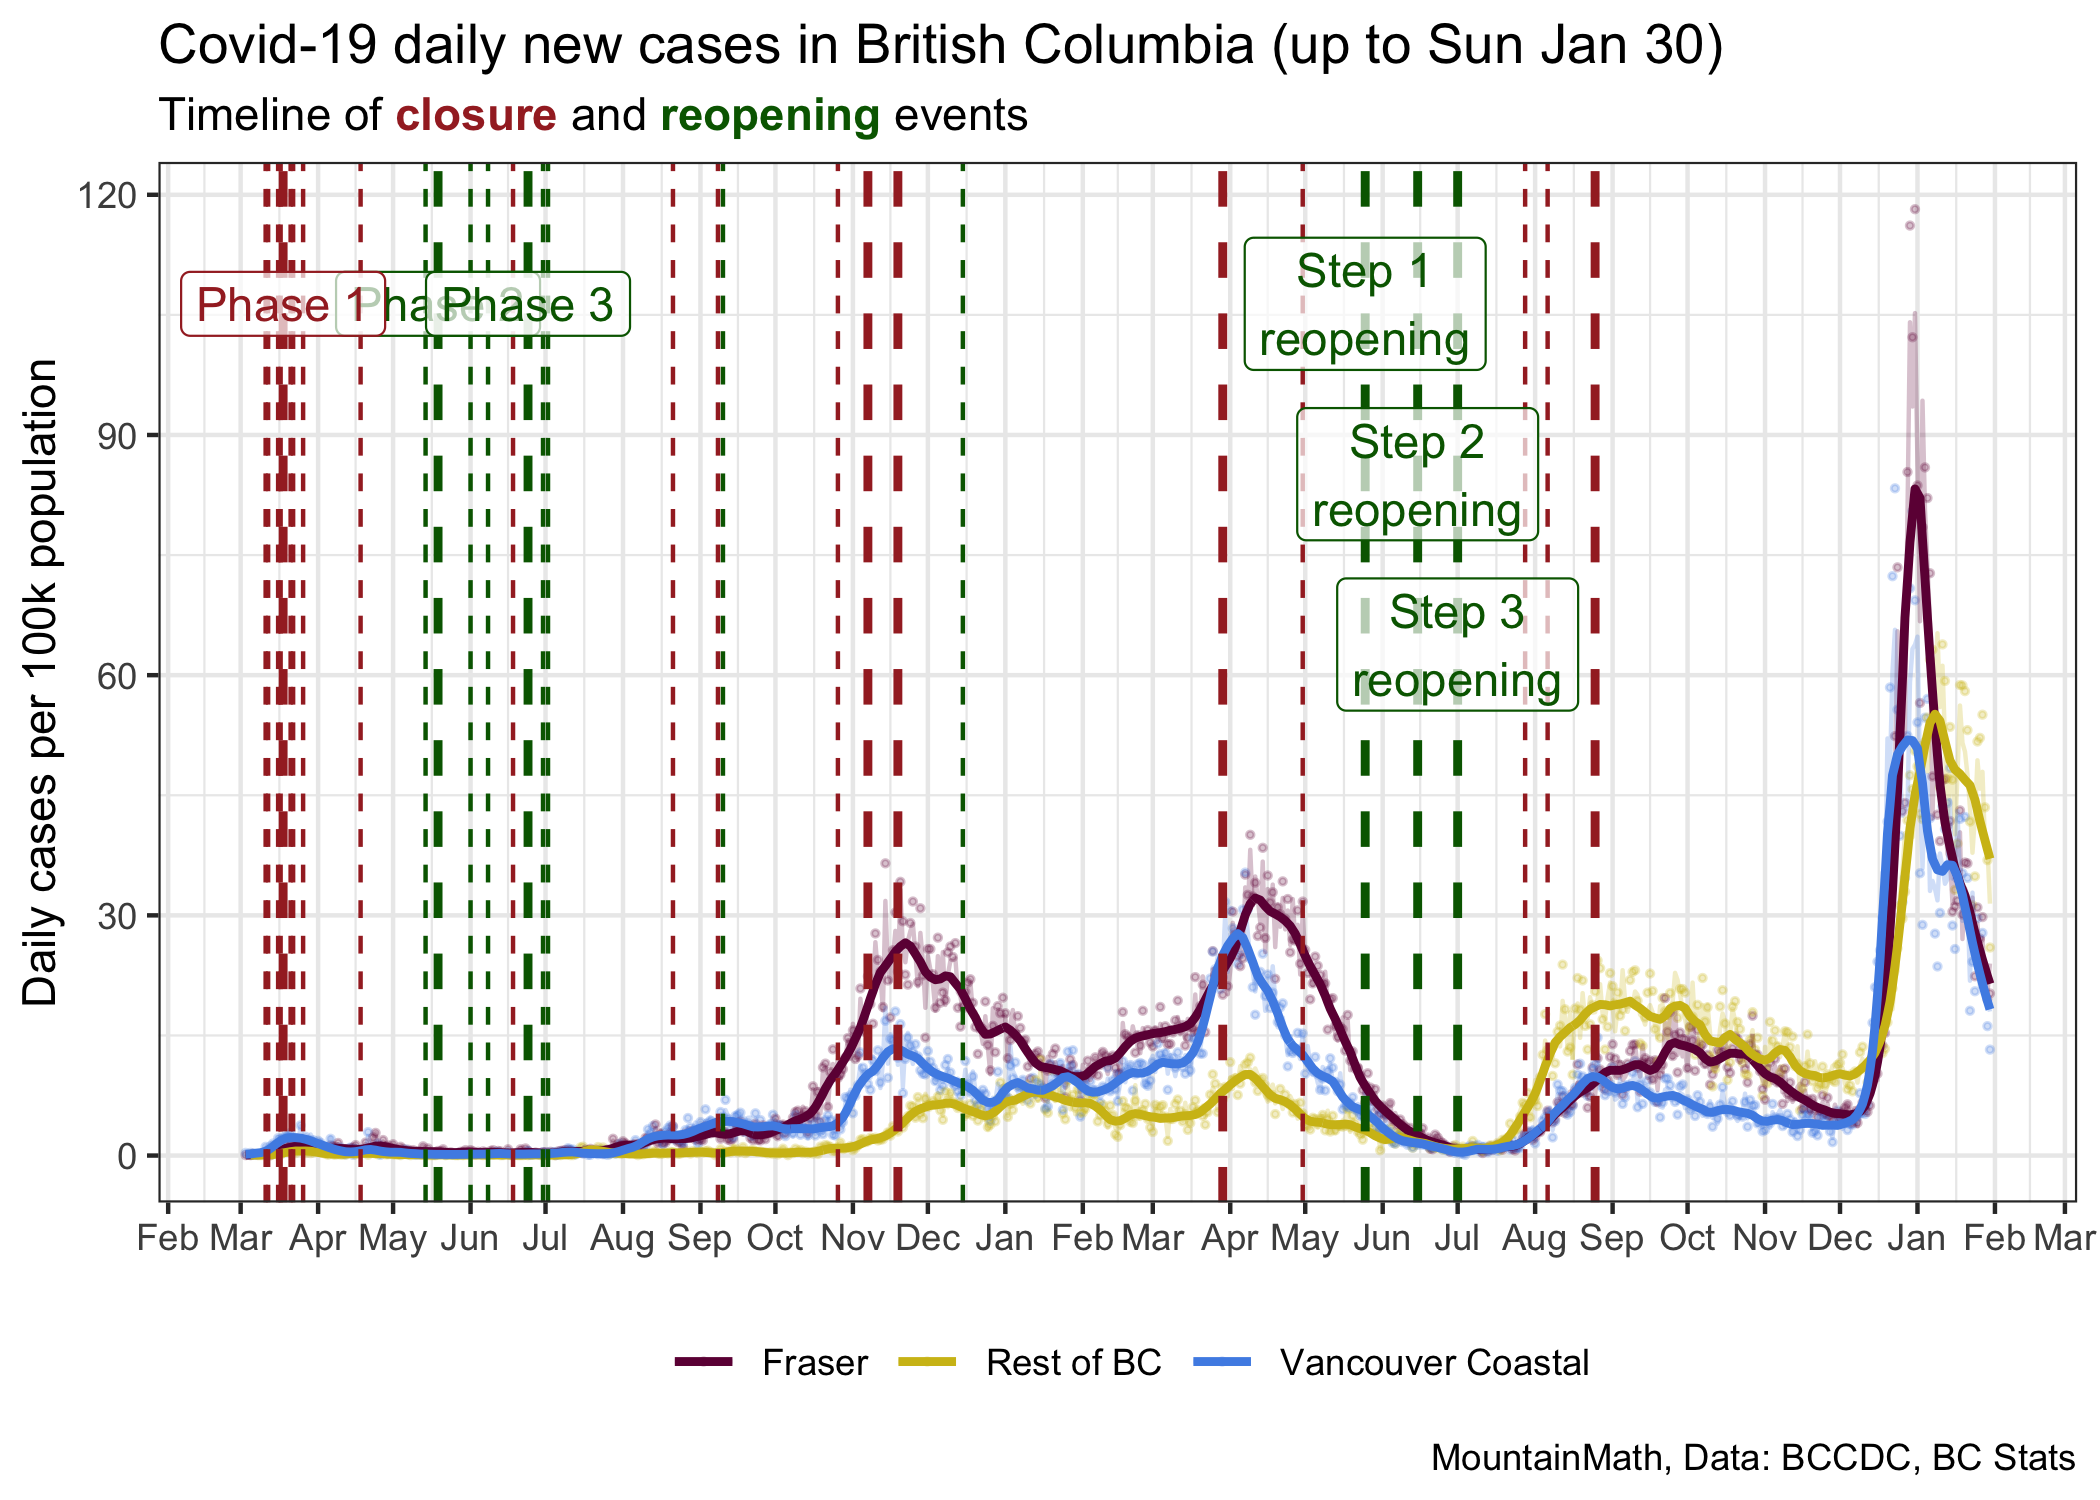 Covid-19 daily new cases in British Columbia (up to Sun Jan 30)
Timeline of closure and reopening events
Daily cases per 100k population
120
90
60
30
0
Phase 1
Phase 2
Phase 3
Step 1
reopening
Step 2
reopening
Step 3
reopening
Feb Mar Apr May Jun Jul Aug Sep Oct Nov Dec Jan Feb Mar Apr May Jun Jul Aug Sep Oct Nov Dec Jan Feb Mar
Fraser Rest of BC Vancouver Coastal
MountainMath, Data: BCCDC, BC Stats